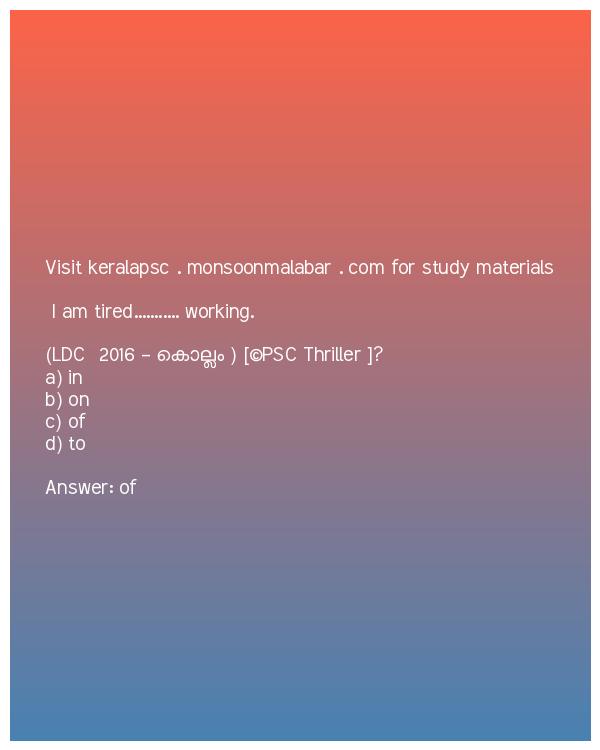 Visit keralapsc . monsoonmalabar . com for study materials
I am tired........... working.
(LDC 2016 - കൊല്ലം ) [©PSC Thriller ]?
a) in
b) on
c) of
d) to
Answer: of